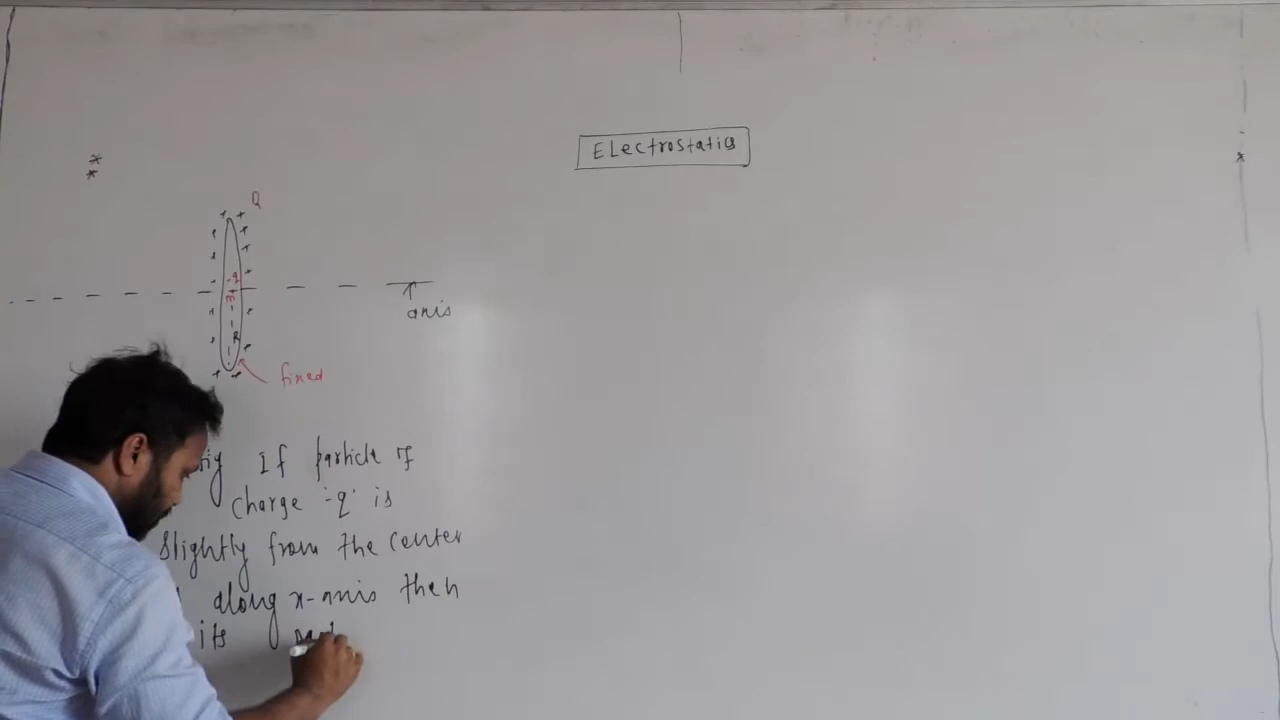 ELectrostatics
Q
-q
m
R
axis
fixed
If particle of
charge -q is
slightly from the center
along x-axis then
its